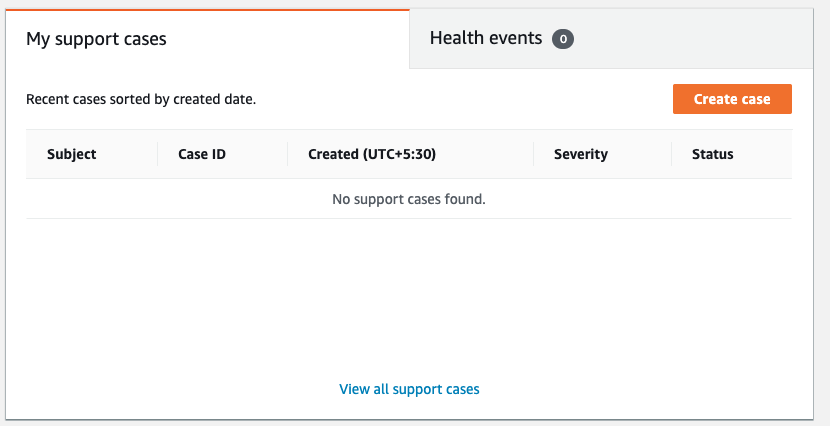 My support cases
Health events 0
Recent cases sorted by created date.
Create case
Subject Case ID Created (UTC+5:30) Severity Status
No support cases found.
View all support cases